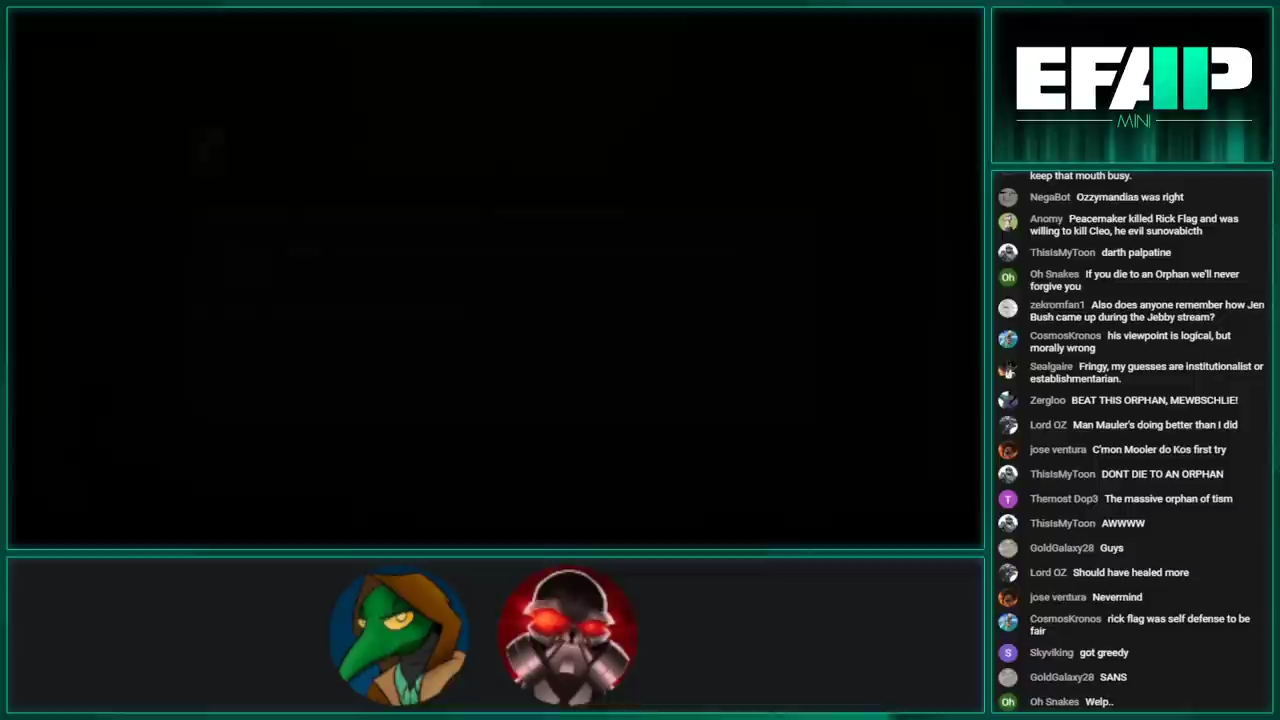 EFAP
MINI
keep that mouth busy.
NegaBot Ozzymandias was right
Anomy Peacemaker killed Rick Flag and was
willing to kill Cleo, he evil sunovabicth
ThisIsMyToon darth palpatine
Oh
Oh Snakes If you die to an Orphan we'll never
forgive you
zekromfan1 Also does anyone remember how Jen
Bush came up during the Jebby stream?
CosmosKronos his viewpoint is logical, but
morally wrong
Sealgaire Fringy, my guesses are institutionalist or
establishmentarian.
Zergloo BEAT THIS ORPHAN, MEWBSCHLIE!
Lord OZ Man Mauler's doing better than I did
jose ventura C'mon Mooler do Kos first try
ThisIsMyToon DONT DIE TO AN ORPHAN
T
Themost Dop3 The massive orphan of tism
ThisIsMyToon AWWWW
GoldGalaxy28 Guys
Lord OZ Should have healed more
jose ventura Nevermind
CosmosKronos rick flag was self defense to be
fair
S
Skyviking got greedy
GoldGalaxy28 SANS
Oh
Oh Snakes Welp..